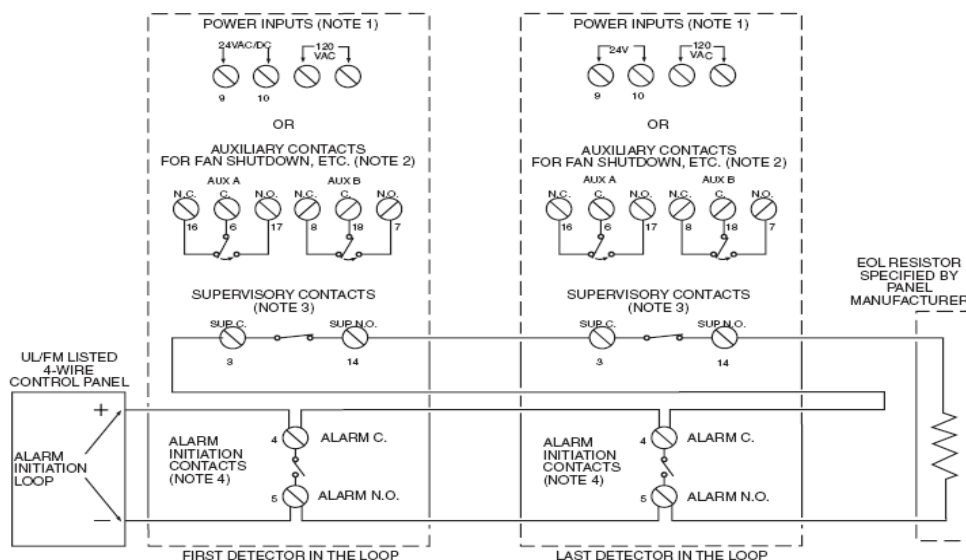 POWER INPUTS (NOTE 1)
24VAC/DC
120
VAC
9
10
OR
AUXILIARY CONTACTS
FOR FAN SHUTDOWN, ETC. (NOTE 2)
AUX A
AUX B
N.C.
C.
N.O.
N.C.
C.
N.O.
16
6
17
8
18
7
SUPERVISORY CONTACTS
(NOTE 3)
SUP C.
SUP N.O.
3
14
POWER INPUTS (NOTE 1)
24V
120
VAC
9
10
OR
AUXILIARY CONTACTS
FOR FAN SHUTDOWN, ETC. (NOTE 2)
AUX A
AUX B
N.C.
C.
N.O.
N.C.
C.
N.O.
16
6
17
8
18
7
SUPERVISORY CONTACTS
(NOTE 3)
SUP C.
SUP N.O.
3
14
EOL RESISTOR
SPECIFIED BY
PANEL
MANUFACTURER
UL/FM LISTED
4-WIRE
CONTROL PANEL
+
ALARM
INITIATION
LOOP
−
ALARM
INITIATION
CONTACTS
(NOTE 4)
4
ALARM C.
5
ALARM N.O.
ALARM
INITIATION
CONTACTS
(NOTE 4)
4
ALARM C.
5
ALARM N.O.
FIRST DETECTOR IN THE LOOP
LAST DETECTOR IN THE LOOP